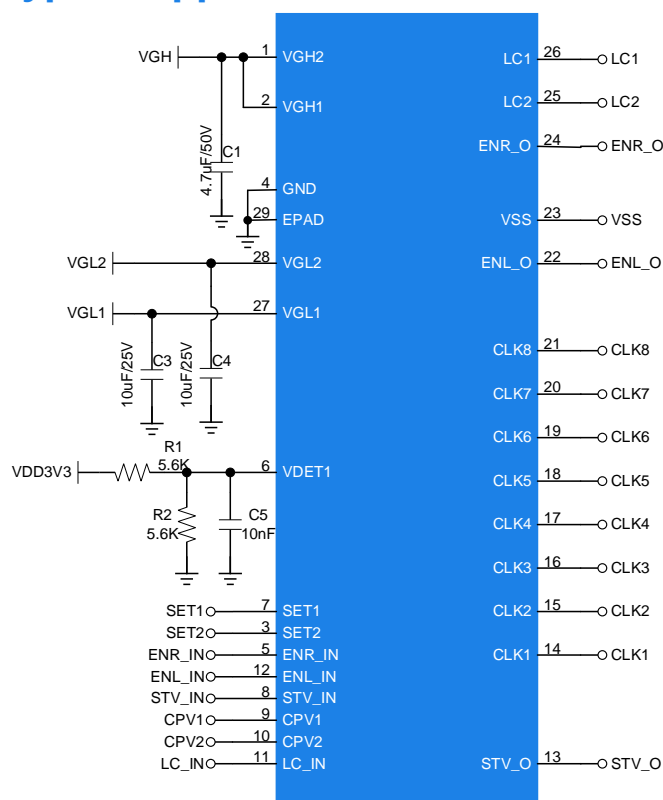 VGH 1 VGH2 LC1 26 LC1
2 VGH1 LC2 25 LC2
4.7uF/50V C1
ENR_O 24 ENR_O
4 GND
29 EPAD VSS 23 VSS
VGL2 28 VGL2 ENL_O 22 ENL_O
VGL1 27 VGL1
CLK8 21 CLK8
10uF/25V C3 10uF/25V C4
CLK7 20 CLK7
CLK6 19 CLK6
R1
5.6K
VDD3V3 6 VDET1
CLK5 18 CLK5
R2 C5
5.6K 10nF
CLK4 17 CLK4
CLK3 16 CLK3
SET1 7 SET1 CLK2 15 CLK2
SET2 3 SET2
ENR_IN 5 ENR_IN CLK1 14 CLK1
ENL_IN 12 ENL_IN
STV_IN 8 STV_IN
CPV1 9 CPV1
CPV2 10 CPV2
LC_IN 11 LC_IN STV_O 13 STV_O